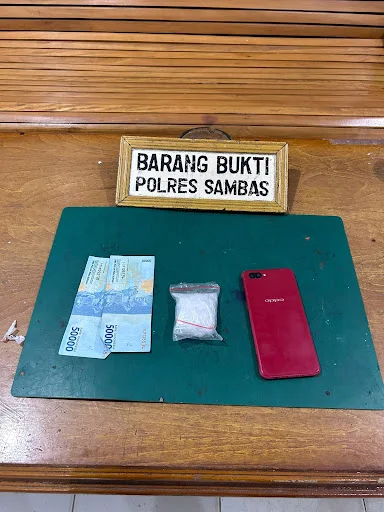 BARANG BUKTI
POLRES SAMBAS
50000
50000
oppo